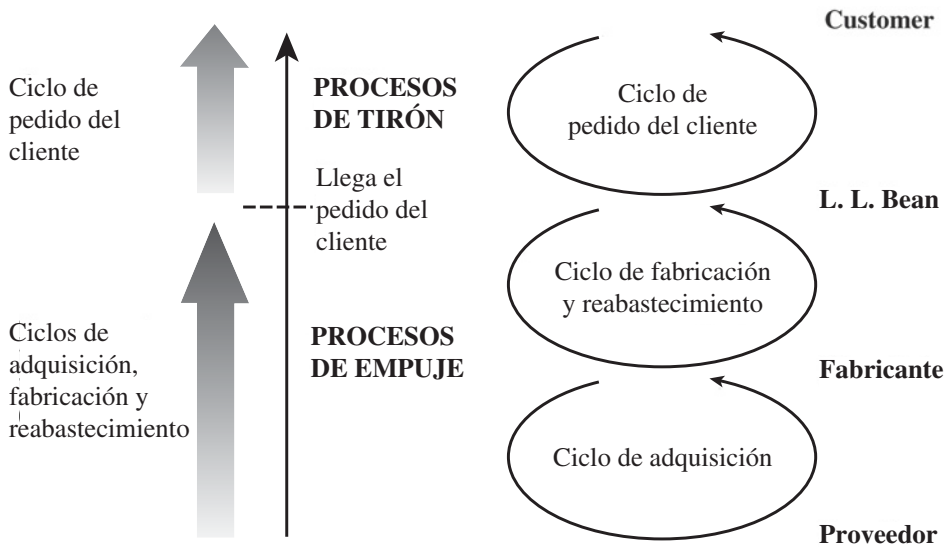 Customer
Ciclo de
pedido del
cliente
PROCESOS
DE TIRÓN
Ciclo de
pedido del cliente
Llega el
pedido del
cliente
L. L. Bean
Ciclo de fabricación
y reabastecimiento
Ciclos de
adquisición,
fabricación y
reabastecimiento
PROCESOS
DE EMPUJE
Fabricante
Ciclo de adquisición
Proveedor